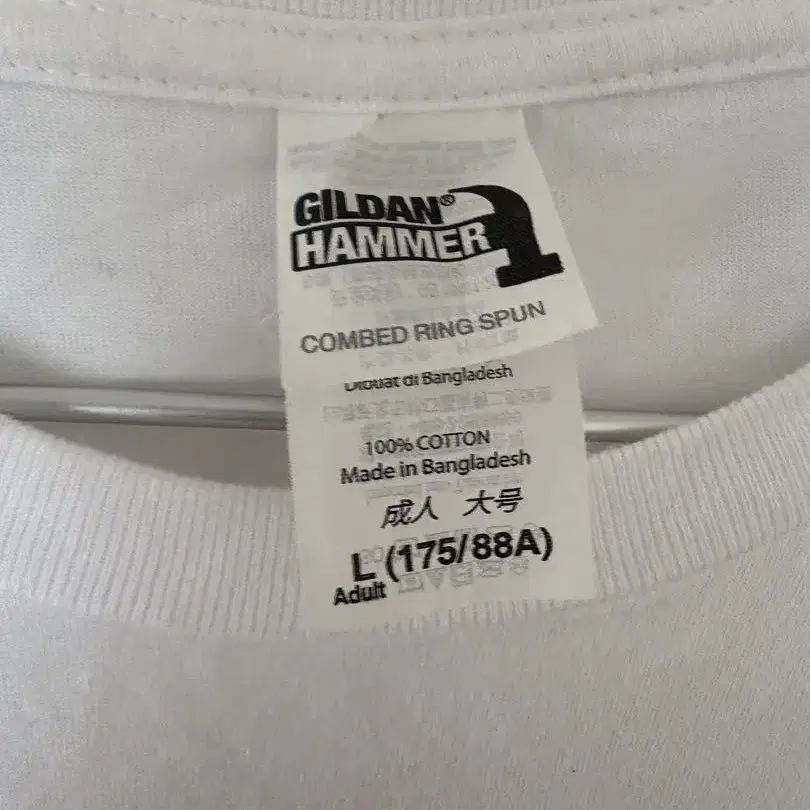 GILDAN®
HAMMER
COMBED RING SPUN
Dibuat di Bangladesh
100% COTTON
Made in Bangladesh
成人 大号
L (175/88A)
Adult